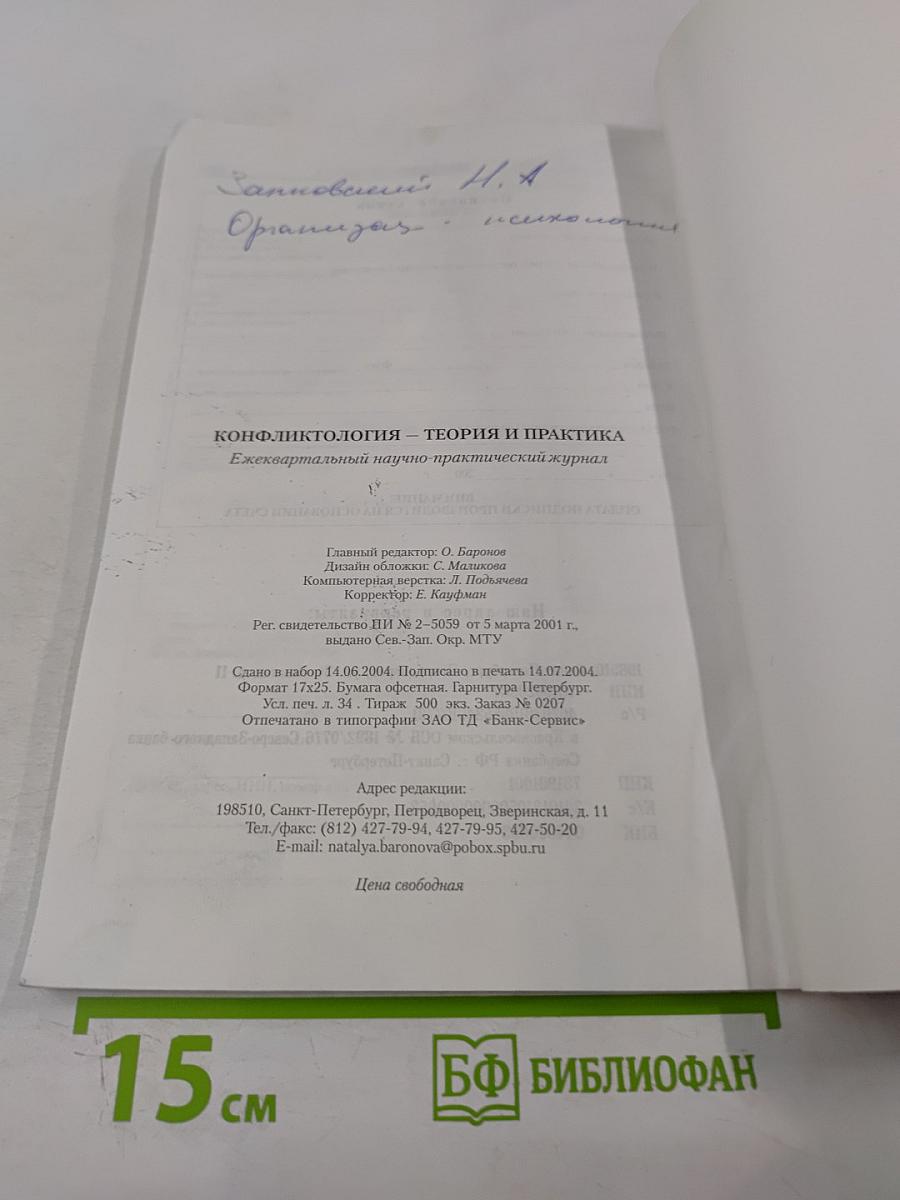 Занковский Н. А
Организац. психология
КОНФЛИКТОЛОГИЯ — ТЕОРИЯ И ПРАКТИКА
Ежеквартальный научно-практический журнал
Главный редактор: О. Баронов
Дизайн обложки: С. Маликова
Компьютерная верстка: Л. Подъячева
Корректор: Е. Кауфман
Рег. свидетельство ПИ № 2–5059 от 5 марта 2001 г.,
выдано Сев.-Зап. Окр. МТУ
Сдано в набор 14.06.2004. Подписано в печать 14.07.2004.
Формат 17х25. Бумага офсетная. Гарнитура Петербург.
Усл. печ. л. 34 . Тираж 500 экз. Заказ № 0207
Отпечатано в типографии ЗАО ТД «Банк-Сервис»
Адрес редакции:
198510, Санкт-Петербург, Петродворец, Зверинская, д. 11
Тел./факс: (812) 427-79-94, 427-79-95, 427-50-20
E-mail: natalya.baronova@pobox.spbu.ru
Цена свободная
15 см
БФ БИБЛИОФАН